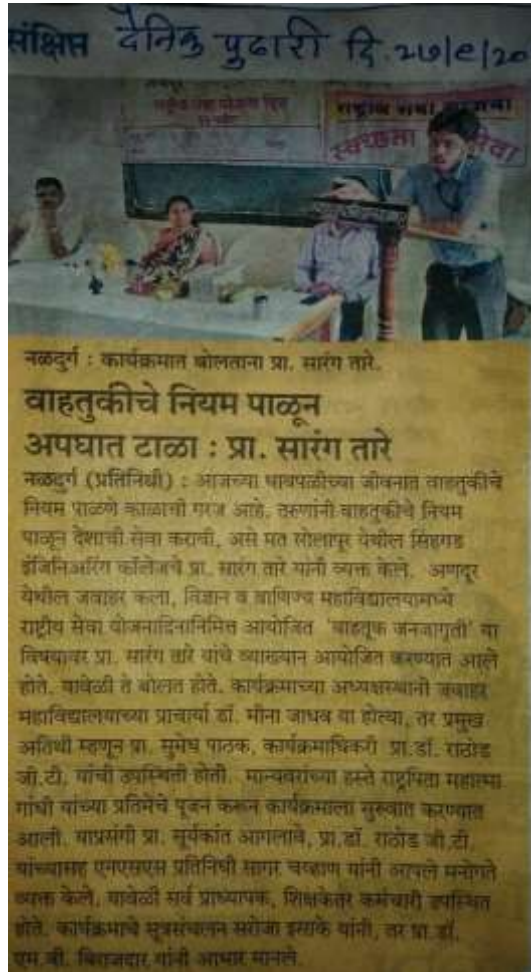 संक्षिप्त दैनिक पुढारी दि. २७/९/२०
स्वच्छता सेवा
नळदुर्ग : कार्यक्रमात बोलताना प्रा. सारंग तारे.
वाहतुकीचे नियम पाळून
अपघात टाळा : प्रा. सारंग तारे
नळदुर्ग (प्रतिनिधी) : आजच्या धावपळीच्या जीवनात वाहतुकीचे
नियम पाळणे काळाची गरज आहे. तरुणांनी वाहतुकीचे नियम
पाळून देशाची सेवा करावी, असे मत सोलापूर येथील सिंहगड
इंजिनिअरिंग कॉलेजचे प्रा. सारंग तारे यांनी व्यक्त केले. अणदूर
येथील जवाहर कला, विज्ञान व वाणिज्य महाविद्यालयामध्ये
राष्ट्रीय सेवा योजनादिनानिमित्त आयोजित 'वाहतूक जनजागृती' या
विषयावर प्रा. सारंग तारे यांचे व्याख्यान आयोजित करण्यात आले
होते. यावेळी ते बोलत होते. कार्यक्रमाच्या अध्यक्षस्थानी जवाहर
महाविद्यालयाच्या प्राचार्या डॉ. मीना जाधव या होत्या, तर प्रमुख
अतिथी म्हणून प्रा. सुमेध पाठक, कार्यक्रमाधिकरी प्रा.डॉ. राठोड
जी.टी. यांची उपस्थिती होती. मान्यवरांच्या हस्ते राष्ट्रपिता महात्मा
गांधी यांच्या प्रतिमेचे पूजन करून कार्यक्रमाला सुरुवात करण्यात
आली. याप्रसंगी प्रा. सूर्यकांत आगलावे, प्रा.डॉ. राठोड जी.टी.
यांच्यासह एनएसएस प्रतिनिधी सागर चव्हाण यांनी आपले मनोगते
व्यक्त केले. यावेळी सर्व प्राध्यापक, शिक्षकेतर कर्मचारी उपस्थित
होते. कार्यक्रमाचे सूत्रसंचलन सरोजा यांनी, तर प्रा.डॉ.
एम.बी. बिराजदार यांनी आभार मानले.